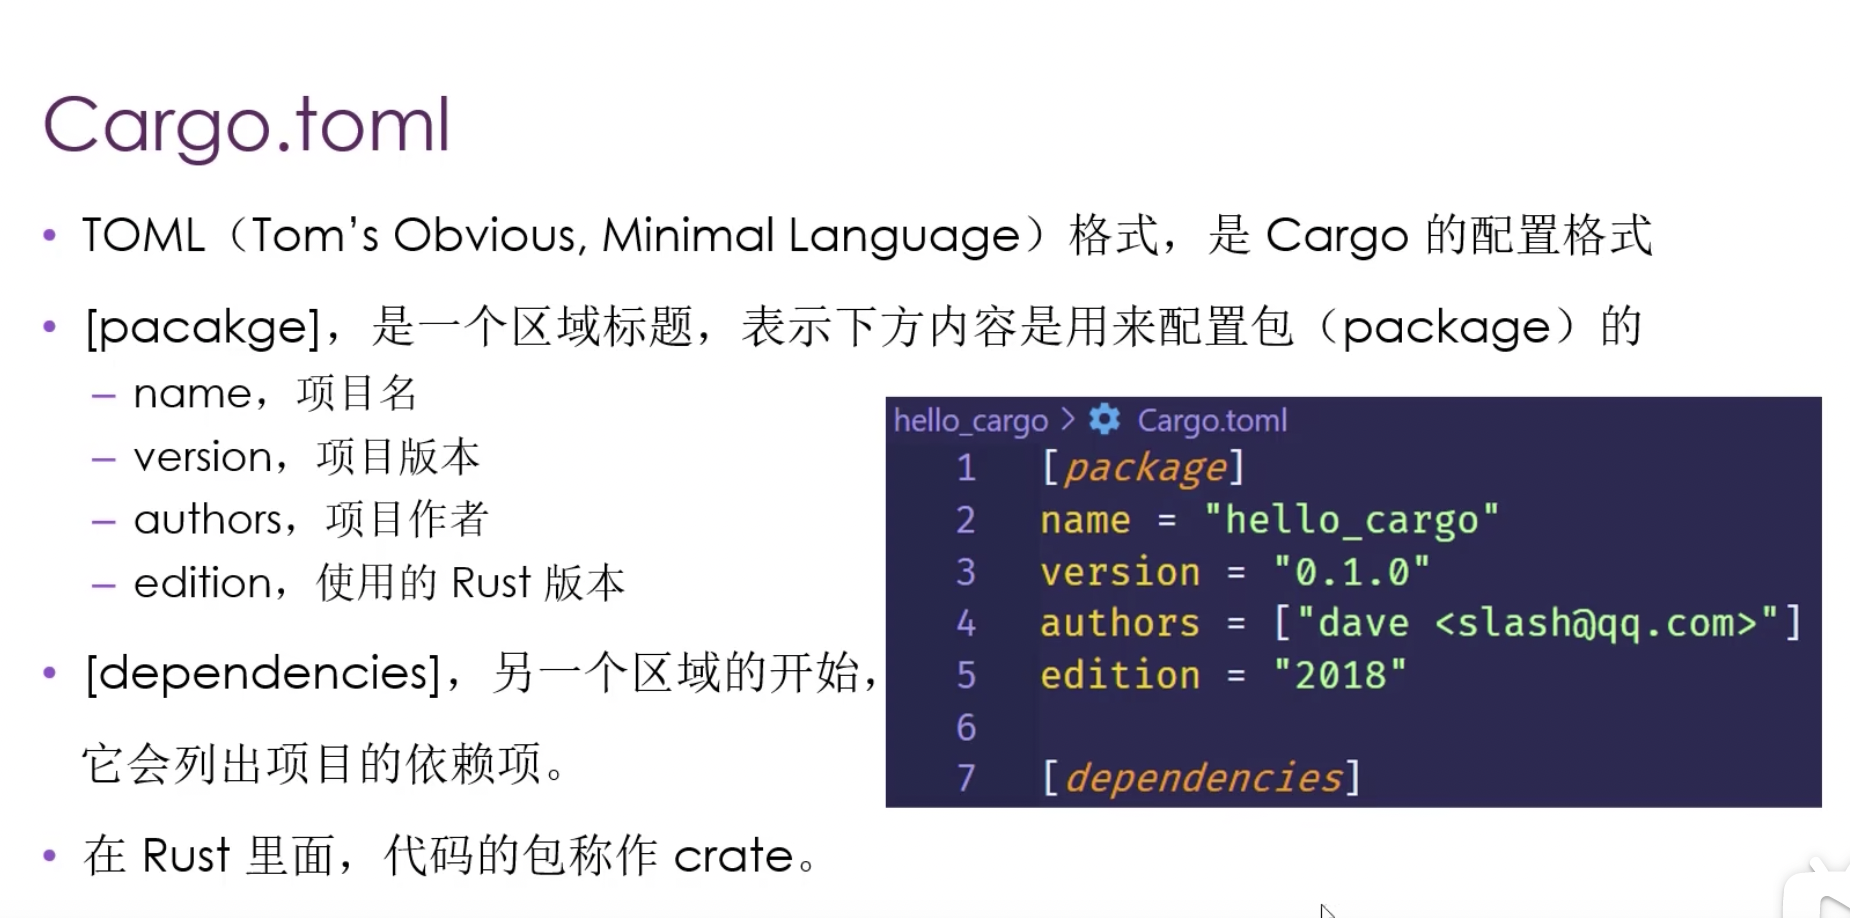 Cargo.toml
• TOML（Tom’s Obvious, Minimal Language）格式，是 Cargo 的配置格式
• [pacakge]，是一个区域标题，表示下方内容是用来配置包（package）的
– name，项目名
– version，项目版本
– authors，项目作者
– edition，使用的 Rust 版本
• [dependencies]，另一个区域的开始，
它会列出项目的依赖项。
• 在 Rust 里面，代码的包称作 crate。
hello_cargo > Cargo.toml
1 [package]
2 name = "hello_cargo"
3 version = "0.1.0"
4 authors = ["dave <slash@qq.com>"]
5 edition = "2018"
6
7 [dependencies]